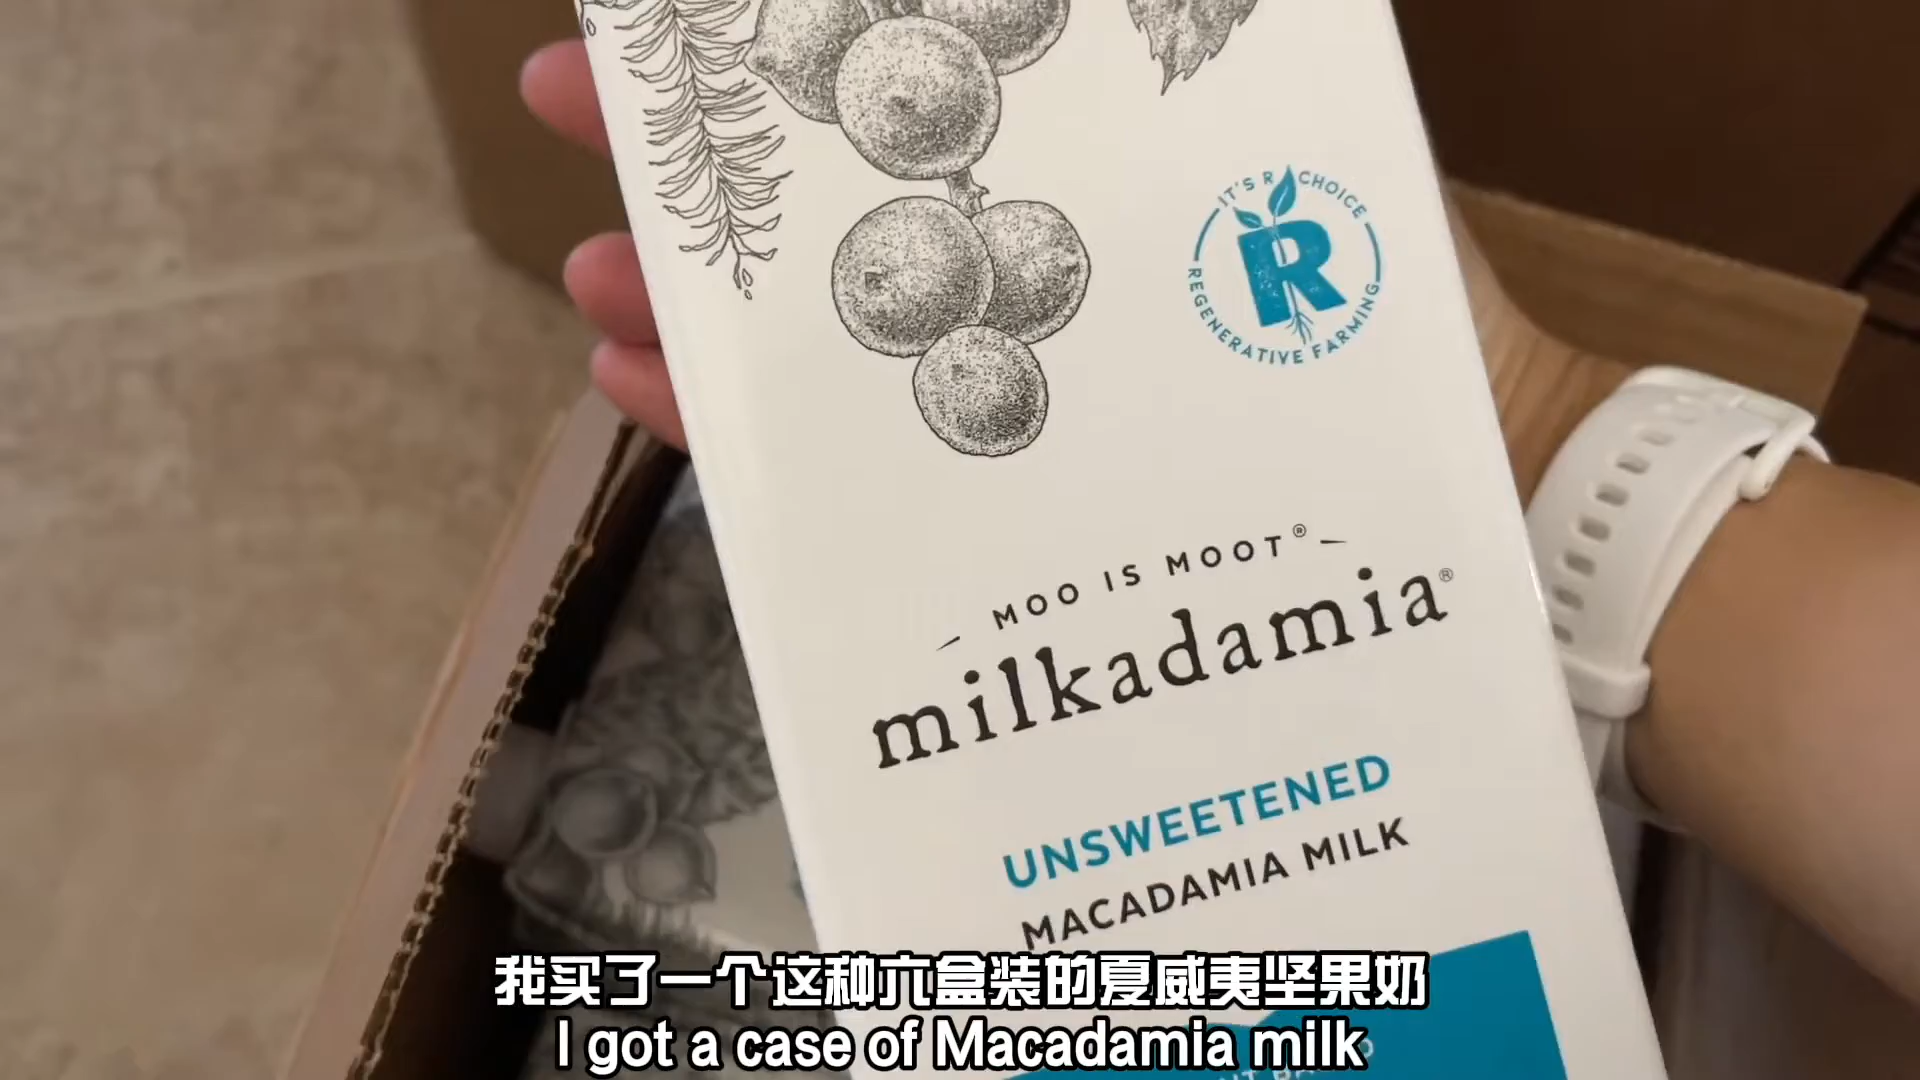 IT'S R CHOICE
R
REGENERATIVE FARMING
MOO IS MOOT®
milkadamia®
UNSWEETENED
MACADAMIA MILK
我买了一个这种六盒装的夏威夷坚果奶
I got a case of Macadamia milk